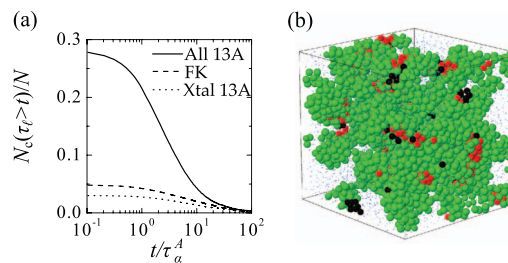 (a)
(b)
N_c(τ_ℓ>t)/N
0.3
0.2
0.1
0.0
All 13A
FK
Xtal 13A
10^-1 10^0 10^1 10^2
t/τ_α^A